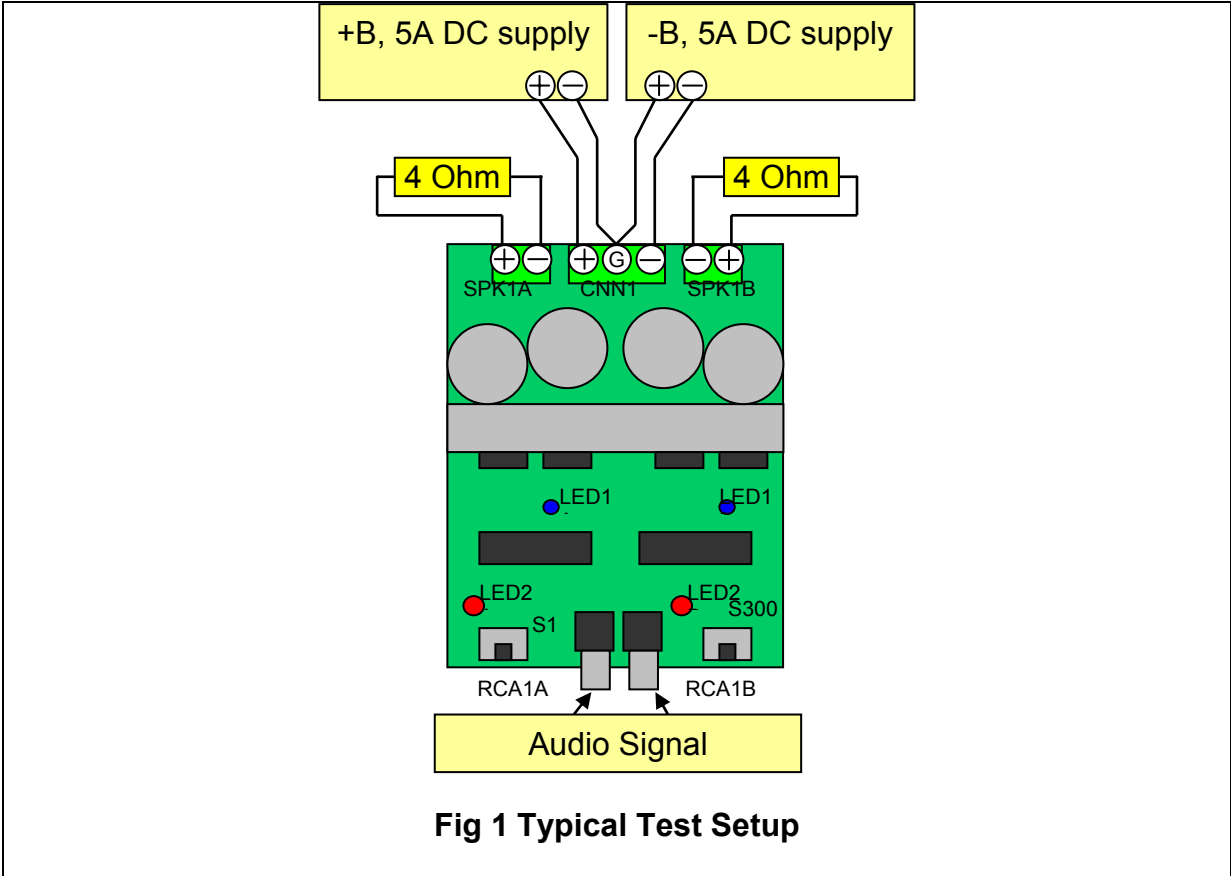 +B, 5A DC supply
-B, 5A DC supply
+ −
+ −
4 Ohm
4 Ohm
+ − + G − − +
SPK1A CNN1 SPK1B
LED1
LED1
LED2
LED2
S1
S300
RCA1A
RCA1B
Audio Signal
Fig 1 Typical Test Setup